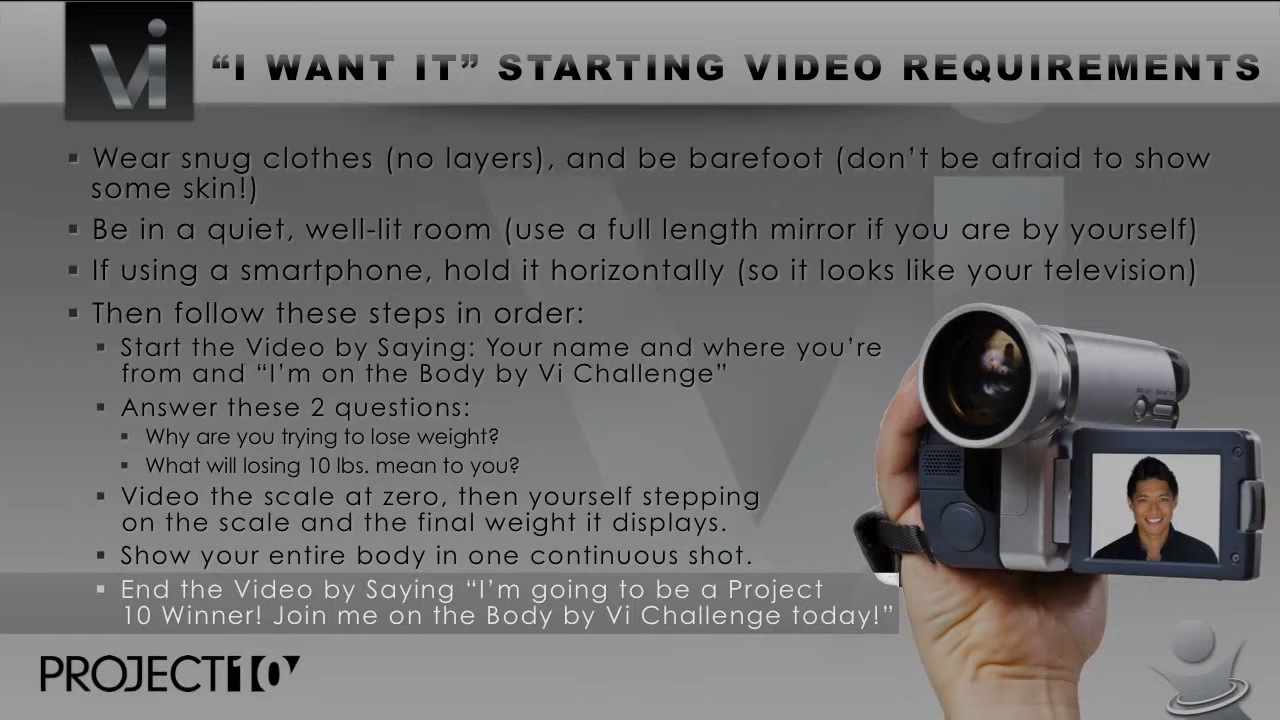 vi
“I WANT IT” STARTING VIDEO REQUIREMENTS
▪ Wear snug clothes (no layers), and be barefoot (don’t be afraid to show
some skin!)
▪ Be in a quiet, well-lit room (use a full length mirror if you are by yourself)
▪ If using a smartphone, hold it horizontally (so it looks like your television)
▪ Then follow these steps in order:
▪ Start the Video by Saying: Your name and where you’re
from and “I’m on the Body by Vi Challenge”
▪ Answer these 2 questions:
▪ Why are you trying to lose weight?
▪ What will losing 10 lbs. mean to you?
▪ Video the scale at zero, then yourself stepping
on the scale and the final weight it displays.
▪ Show your entire body in one continuous shot.
▪ End the Video by Saying “I’m going to be a Project
10 Winner! Join me on the Body by Vi Challenge today!”
PROJECT10